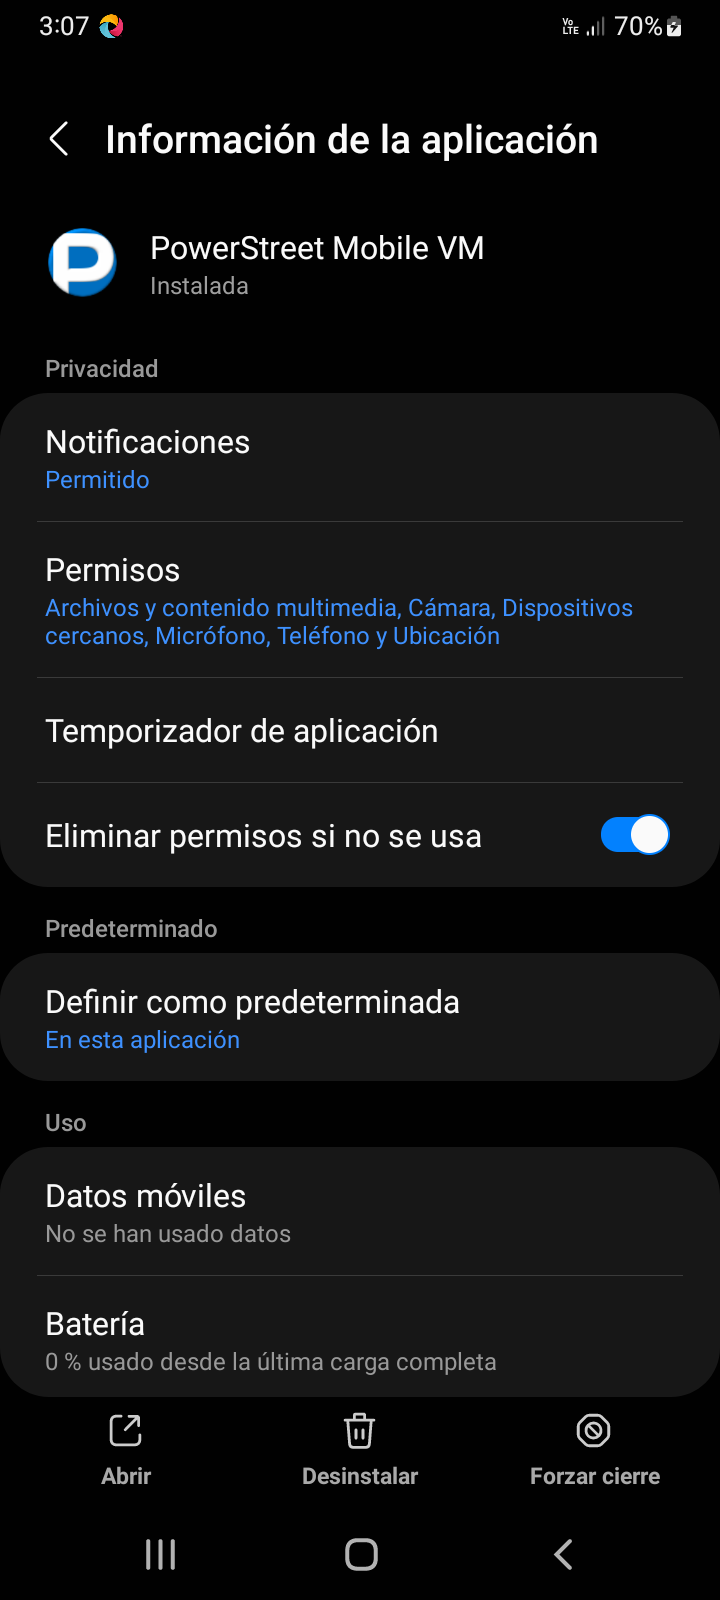 3:07
Vo LTE 70%
Información de la aplicación
P
PowerStreet Mobile VM
Instalada
Privacidad
Notificaciones
Permitido
Permisos
Archivos y contenido multimedia, Cámara, Dispositivos
cercanos, Micrófono, Teléfono y Ubicación
Temporizador de aplicación
Eliminar permisos si no se usa
Predeterminado
Definir como predeterminada
En esta aplicación
Uso
Datos móviles
No se han usado datos
Batería
0 % usado desde la última carga completa
Abrir Desinstalar Forzar cierre